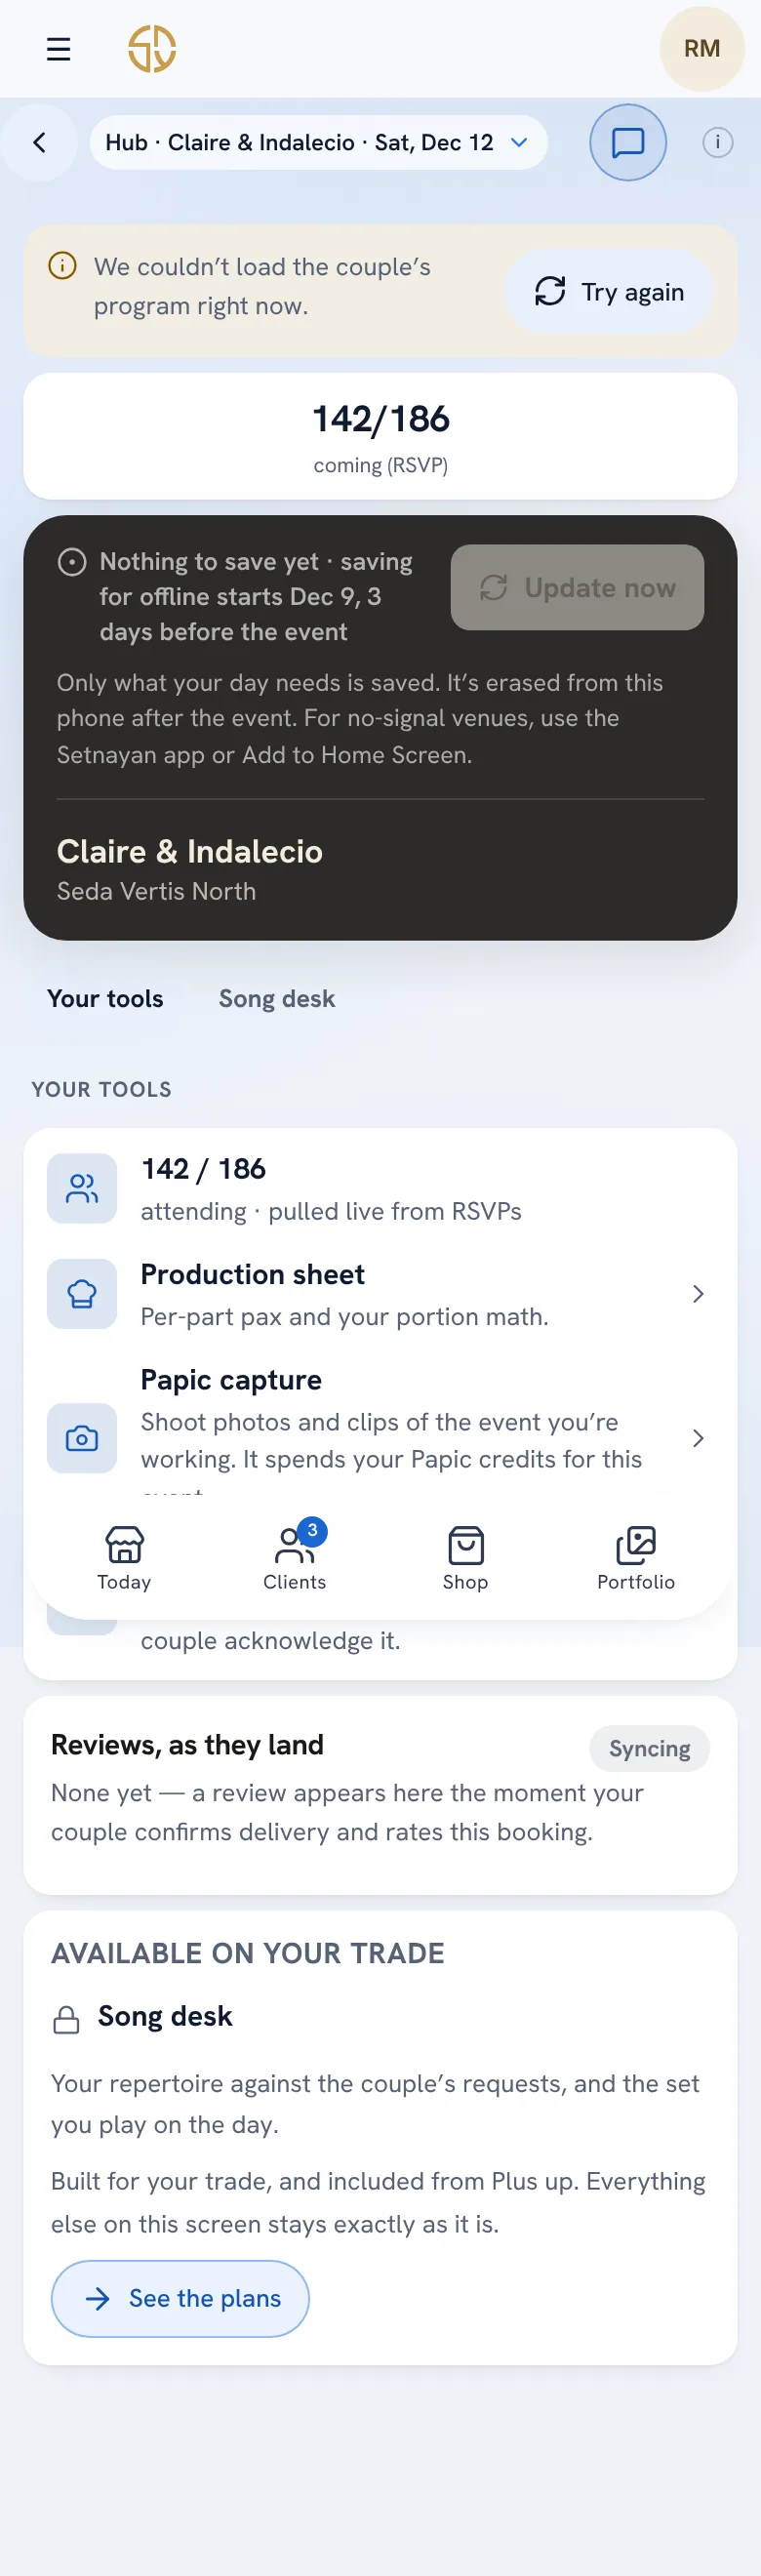 RM
Hub · Claire & Indalecio · Sat, Dec 12
We couldn’t load the couple’s
program right now.
Try again
142/186
coming (RSVP)
Nothing to save yet · saving
for offline starts Dec 9, 3
days before the event
Update now
Only what your day needs is saved. It’s erased from this
phone after the event. For no-signal venues, use the
Setnayan app or Add to Home Screen.
Claire & Indalecio
Seda Vertis North
Your tools
Song desk
YOUR TOOLS
142 / 186
attending · pulled live from RSVPs
Production sheet
Per-part pax and your portion math.
Papic capture
Shoot photos and clips of the event you’re
working. It spends your Papic credits for this
3
Today
Clients
Shop
Portfolio
couple acknowledge it.
Reviews, as they land
Syncing
None yet — a review appears here the moment your
couple confirms delivery and rates this booking.
AVAILABLE ON YOUR TRADE
Song desk
Your repertoire against the couple’s requests, and the set
you play on the day.
Built for your trade, and included from Plus up. Everything
else on this screen stays exactly as it is.
See the plans